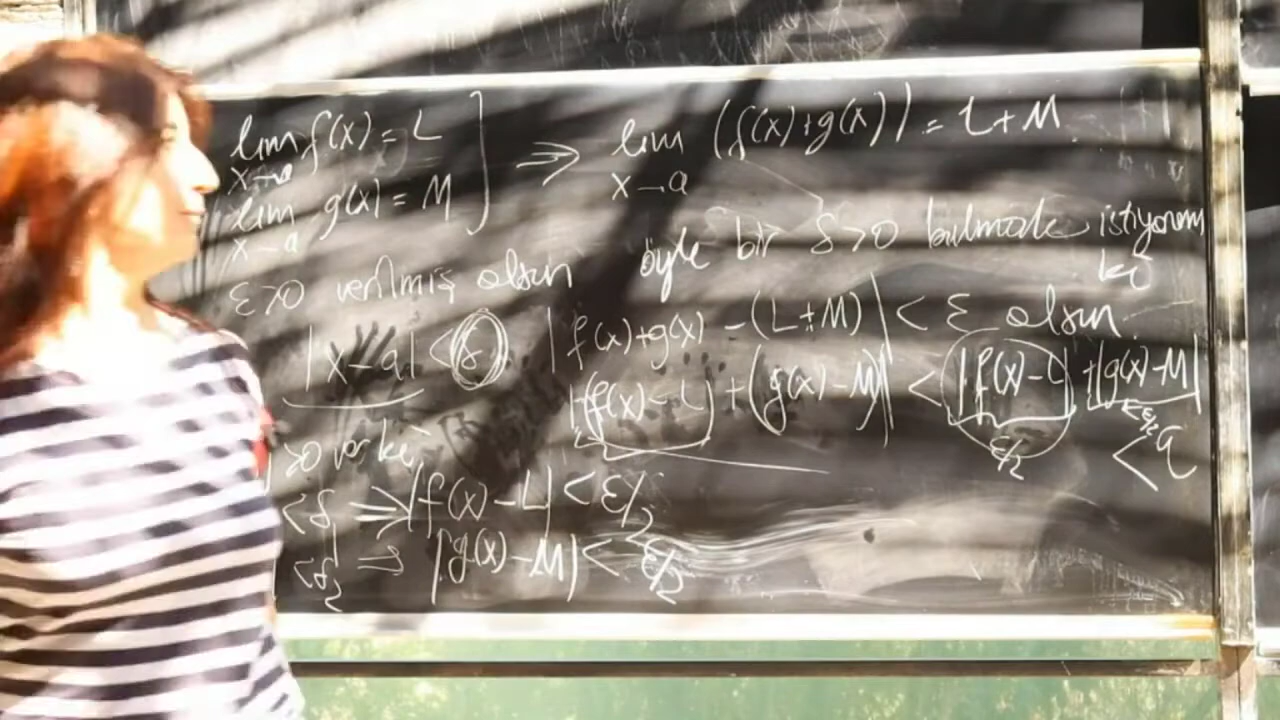 lim f(x) = L
x→a
lim g(x) = M
x→a
⇒ lim (f(x)+g(x)) = L+M
x→a
ε>0 verilmiş olsun öyle bir δ>0 bulmak istiyorum ki
|x-a| < δ |f(x)+g(x) - (L+M)| < ε olsun
|(f(x)-L) + (g(x)-M)| < |f(x)-L| + |g(x)-M|
ε/2 < ε/2
>0 var ki
<δ ⇒ |f(x)-L| < ε/2
<δ2 ⇒ |g(x)-M| < ε/2